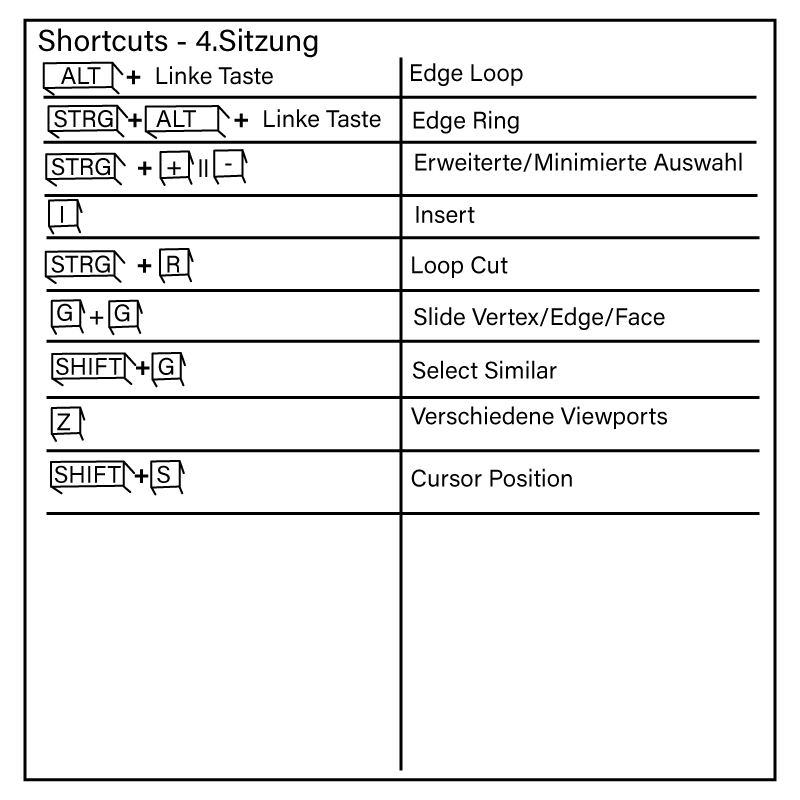 Shortcuts - 4.Sitzung
ALT + Linke Taste Edge Loop
STRG + ALT + Linke Taste Edge Ring
STRG + + || - Erweiterte/Minimierte Auswahl
I Insert
STRG + R Loop Cut
G + G Slide Vertex/Edge/Face
SHIFT + G Select Similar
Z Verschiedene Viewports
SHIFT + S Cursor Position